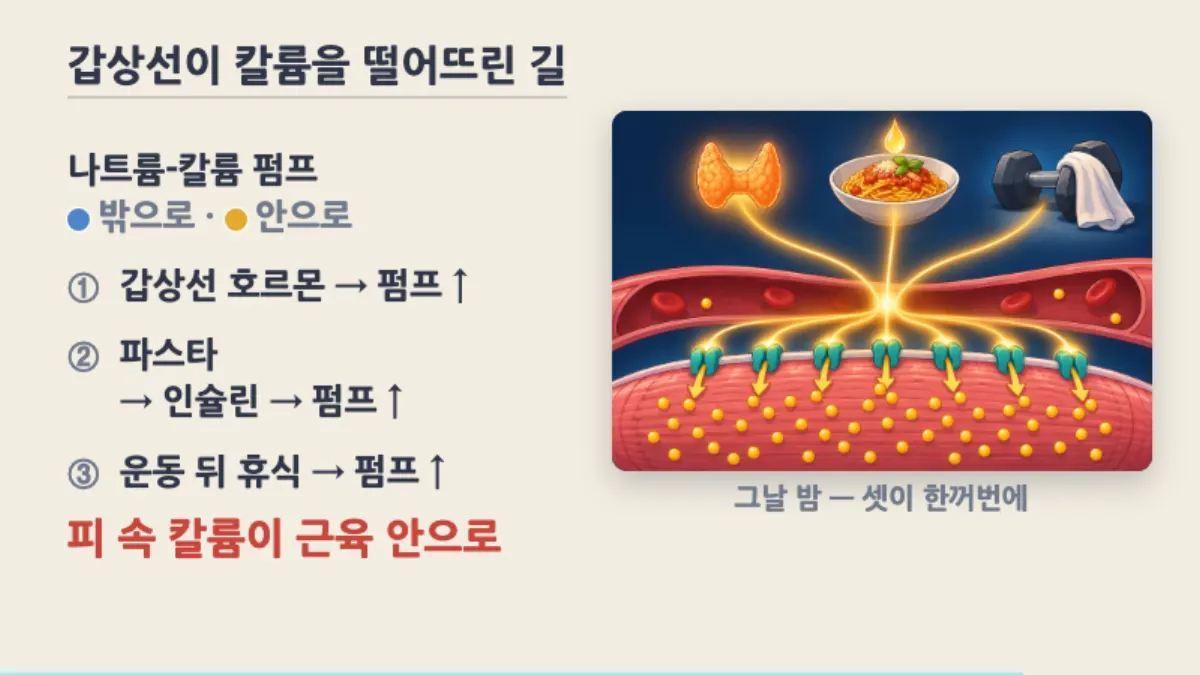 갑상선이 칼륨을 떨어뜨린 길
나트륨-칼륨 펌프
밖으로 · 안으로
① 갑상선 호르몬 → 펌프 ↑
② 파스타
→ 인슐린 → 펌프 ↑
③ 운동 뒤 휴식 → 펌프 ↑
피 속 칼륨이 근육 안으로
그날 밤 — 셋이 한꺼번에